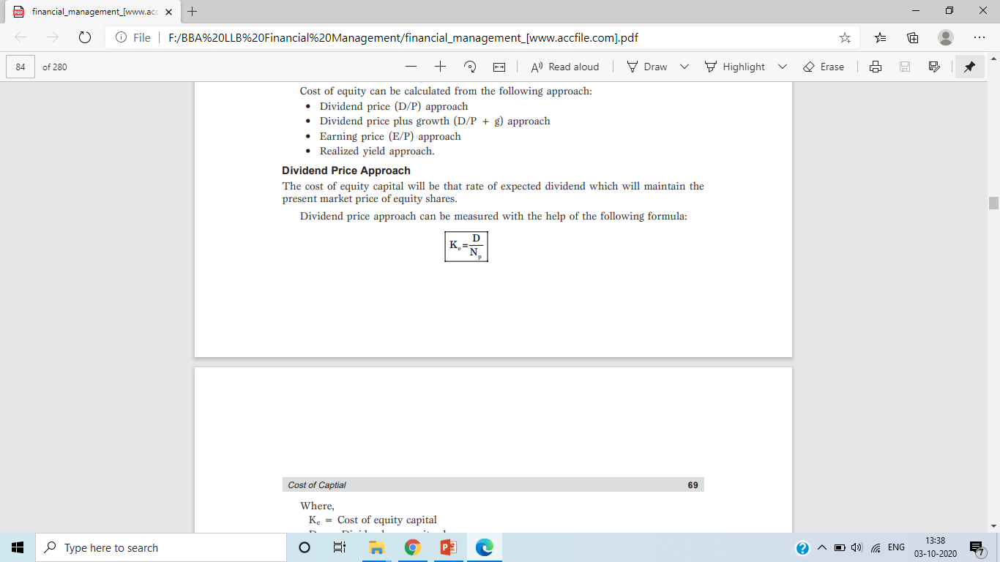 financial_management_[www.acc
File
F:/BBA%20LLB%20Financial%20Management/financial_management_[www.accfile.com].pdf
84 of 280
Read aloud
Draw
Highlight
Erase
Cost of equity can be calculated from the following approach:
• Dividend price (D/P) approach
• Dividend price plus growth (D/P + g) approach
• Earning price (E/P) approach
• Realized yield approach.
Dividend Price Approach
The cost of equity capital will be that rate of expected dividend which will maintain the
present market price of equity shares.
Dividend price approach can be measured with the help of the following formula:
Ke = D/Np
Cost of Captial 69
Where,
Ke = Cost of equity capital
Type here to search
ENG
13:38
03-10-2020
7